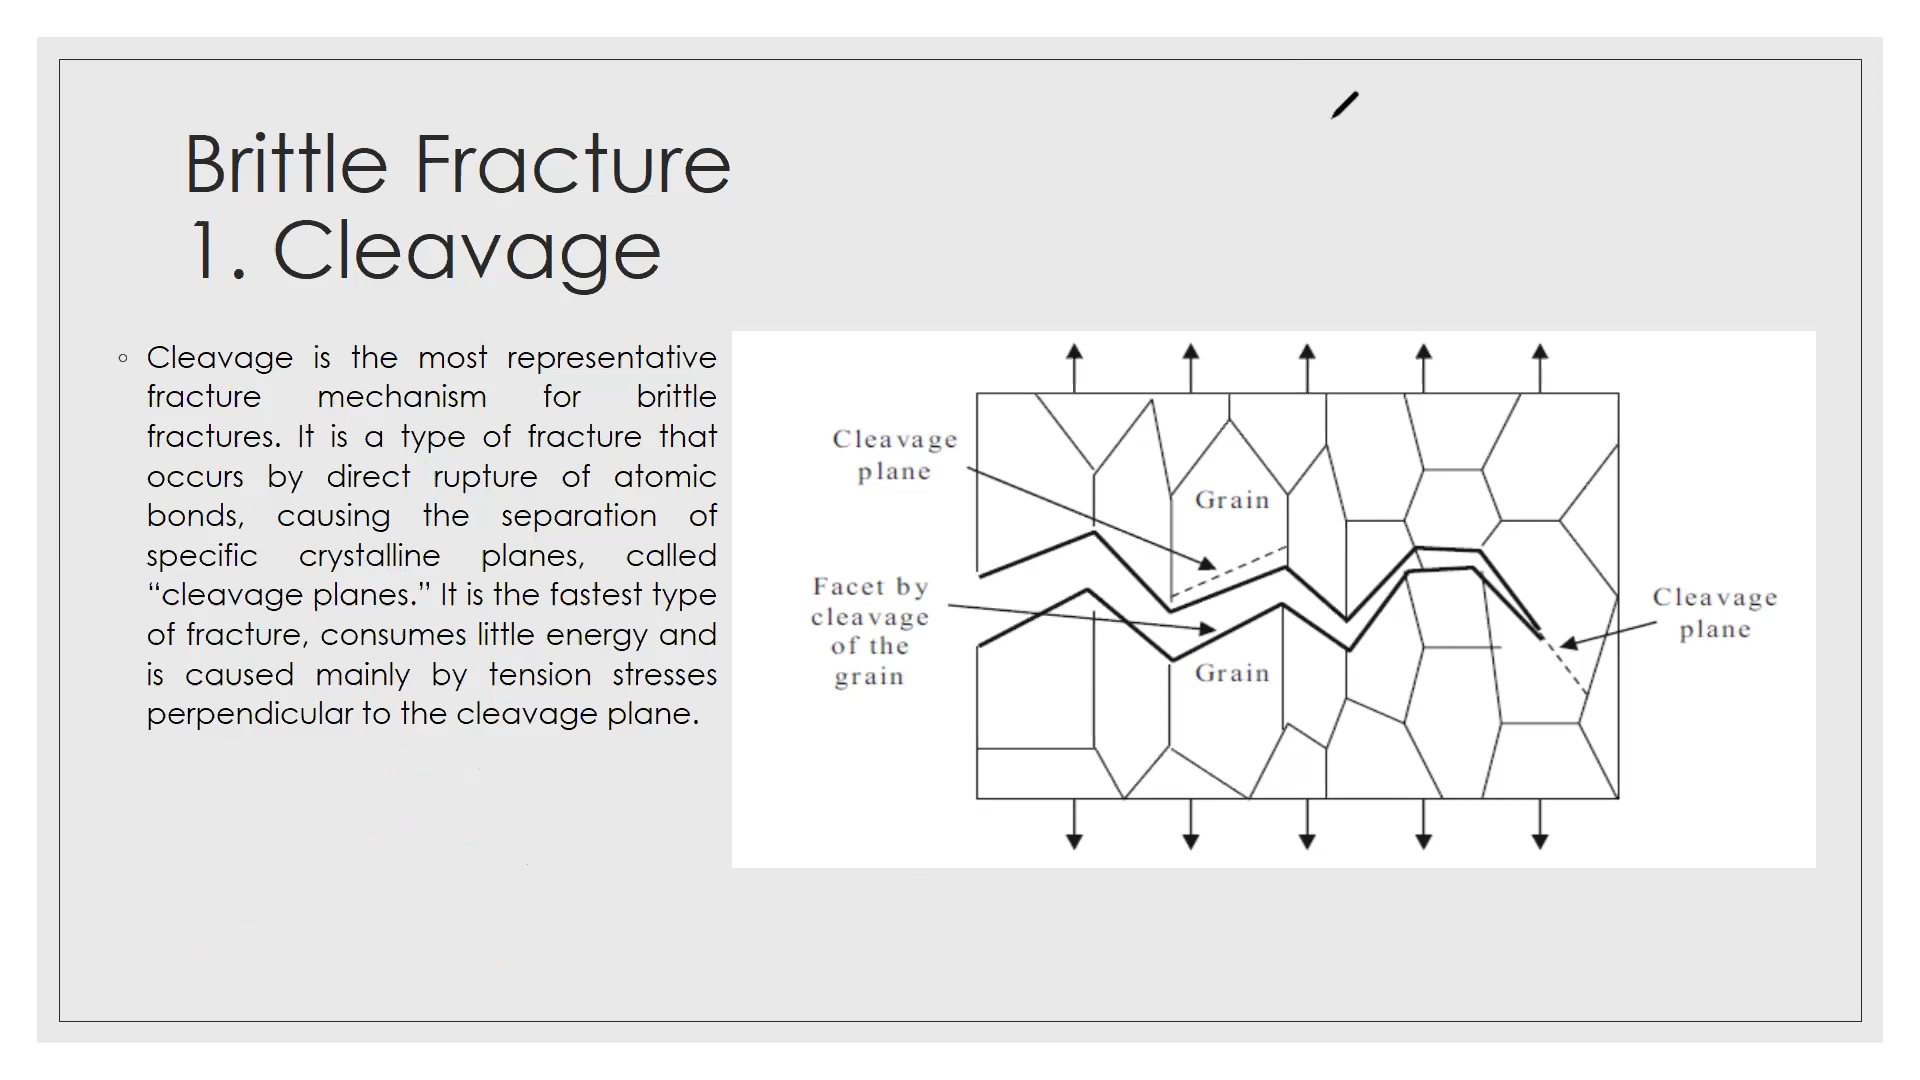 Brittle Fracture
1. Cleavage
◦ Cleavage is the most representative
fracture mechanism for brittle
fractures. It is a type of fracture that
occurs by direct rupture of atomic
bonds, causing the separation of
specific crystalline planes, called
“cleavage planes.” It is the fastest type
of fracture, consumes little energy and
is caused mainly by tension stresses
perpendicular to the cleavage plane.
Cleavage
plane
Grain
Facet by
cleavage
of the
grain
Grain
Cleavage
plane